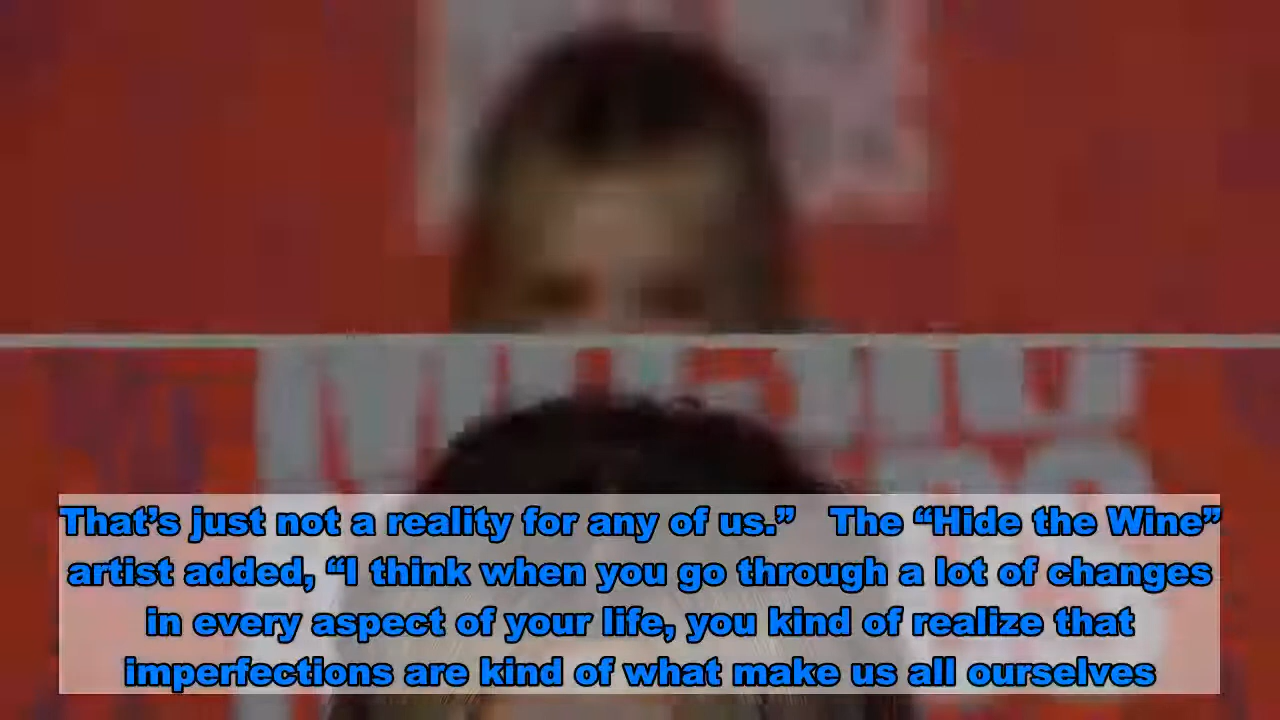 That’s just not a reality for any of us.”   The “Hide the Wine”
artist added, “I think when you go through a lot of changes
in every aspect of your life, you kind of realize that
imperfections are kind of what make us all ourselves